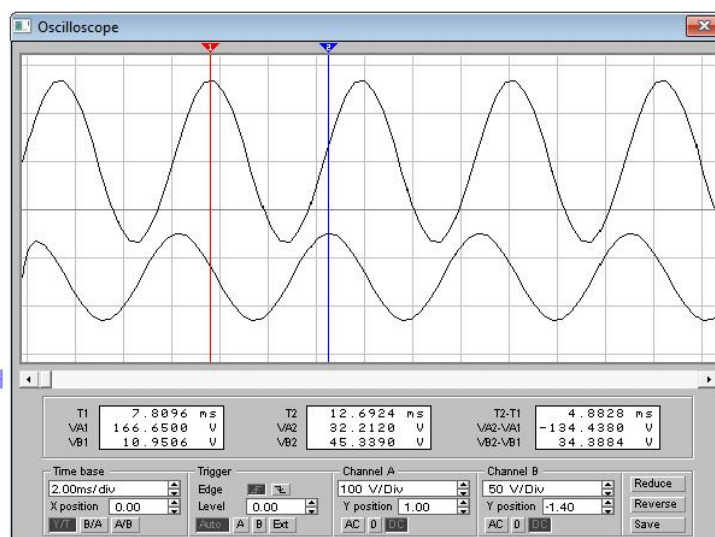 Oscilloscope
1 2
T1 7.8096 ms T2 12.6924 ms T2-T1 4.8828 ms
VA1 166.6500 V VA2 32.2120 V VA2-VA1 -134.4380 V
VB1 10.9506 V VB2 45.3390 V VB2-VB1 34.3884 V
Time base Trigger Channel A Channel B
2.00ms/div Edge 100 V/Div 50 V/Div Reduce
X position 0.00 Level 0.00 Y position 1.00 Y position -1.40 Reverse
Y/T B/A A/B Auto A B Ext AC 0 DC AC 0 DC Save